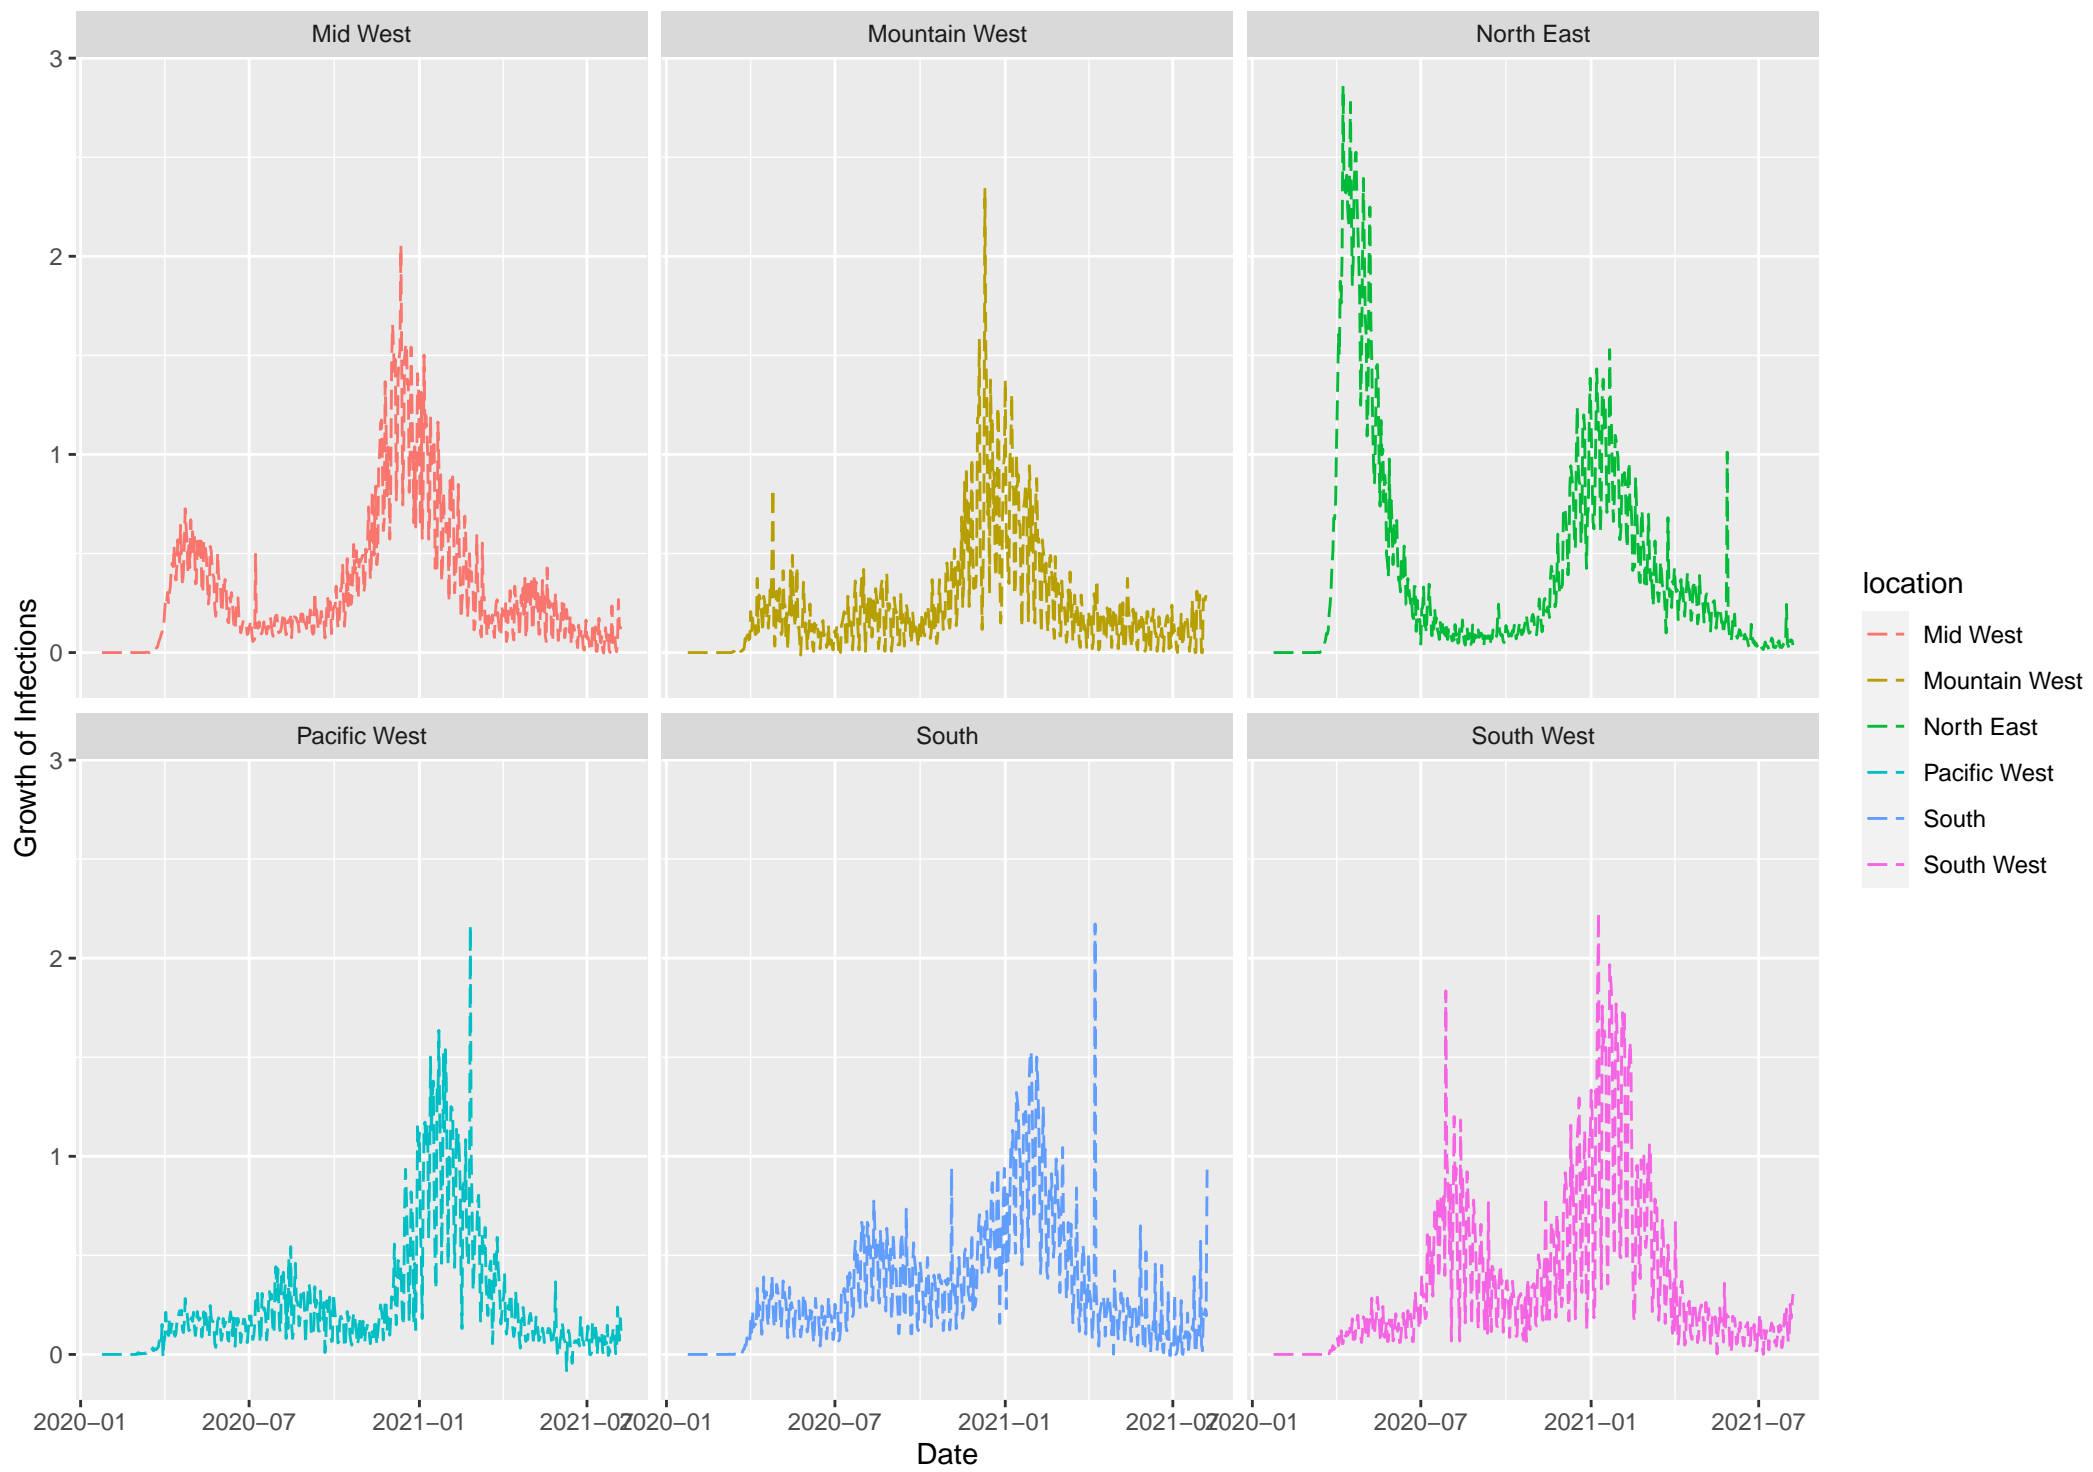 Mid West
Mountain West
North East
3
2
1
0
Pacific West
South
South West
3
2
1
0
Growth of Infections
2020–01
2020–07
2021–01
2021–07
2020–01
2020–07
2021–01
2021–07
2020–01
2020–07
2021–01
2021–07
Date
location
Mid West
Mountain West
North East
Pacific West
South
South West